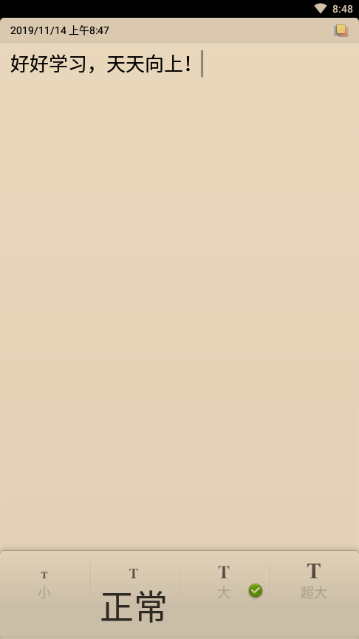 8:48
2019/11/14 上午8:47
好好学习，天天向上！
T T T T
小 正常 大 超大